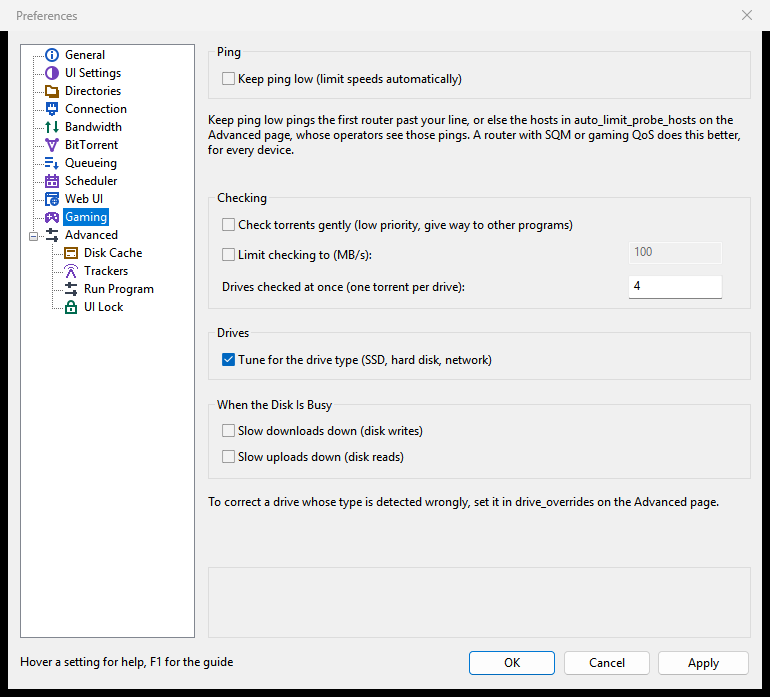 Preferences
General
UI Settings
Directories
Connection
Bandwidth
BitTorrent
Queueing
Scheduler
Web UI
Gaming
Advanced
Disk Cache
Trackers
Run Program
UI Lock
Ping
Keep ping low (limit speeds automatically)
Keep ping low pings the first router past your line, or else the hosts in auto_limit_probe_hosts on the
Advanced page, whose operators see those pings. A router with SQM or gaming QoS does this better,
for every device.
Checking
Check torrents gently (low priority, give way to other programs)
Limit checking to (MB/s):
100
Drives checked at once (one torrent per drive):
4
Drives
Tune for the drive type (SSD, hard disk, network)
When the Disk Is Busy
Slow downloads down (disk writes)
Slow uploads down (disk reads)
To correct a drive whose type is detected wrongly, set it in drive_overrides on the Advanced page.
Hover a setting for help, F1 for the guide
OK
Cancel
Apply